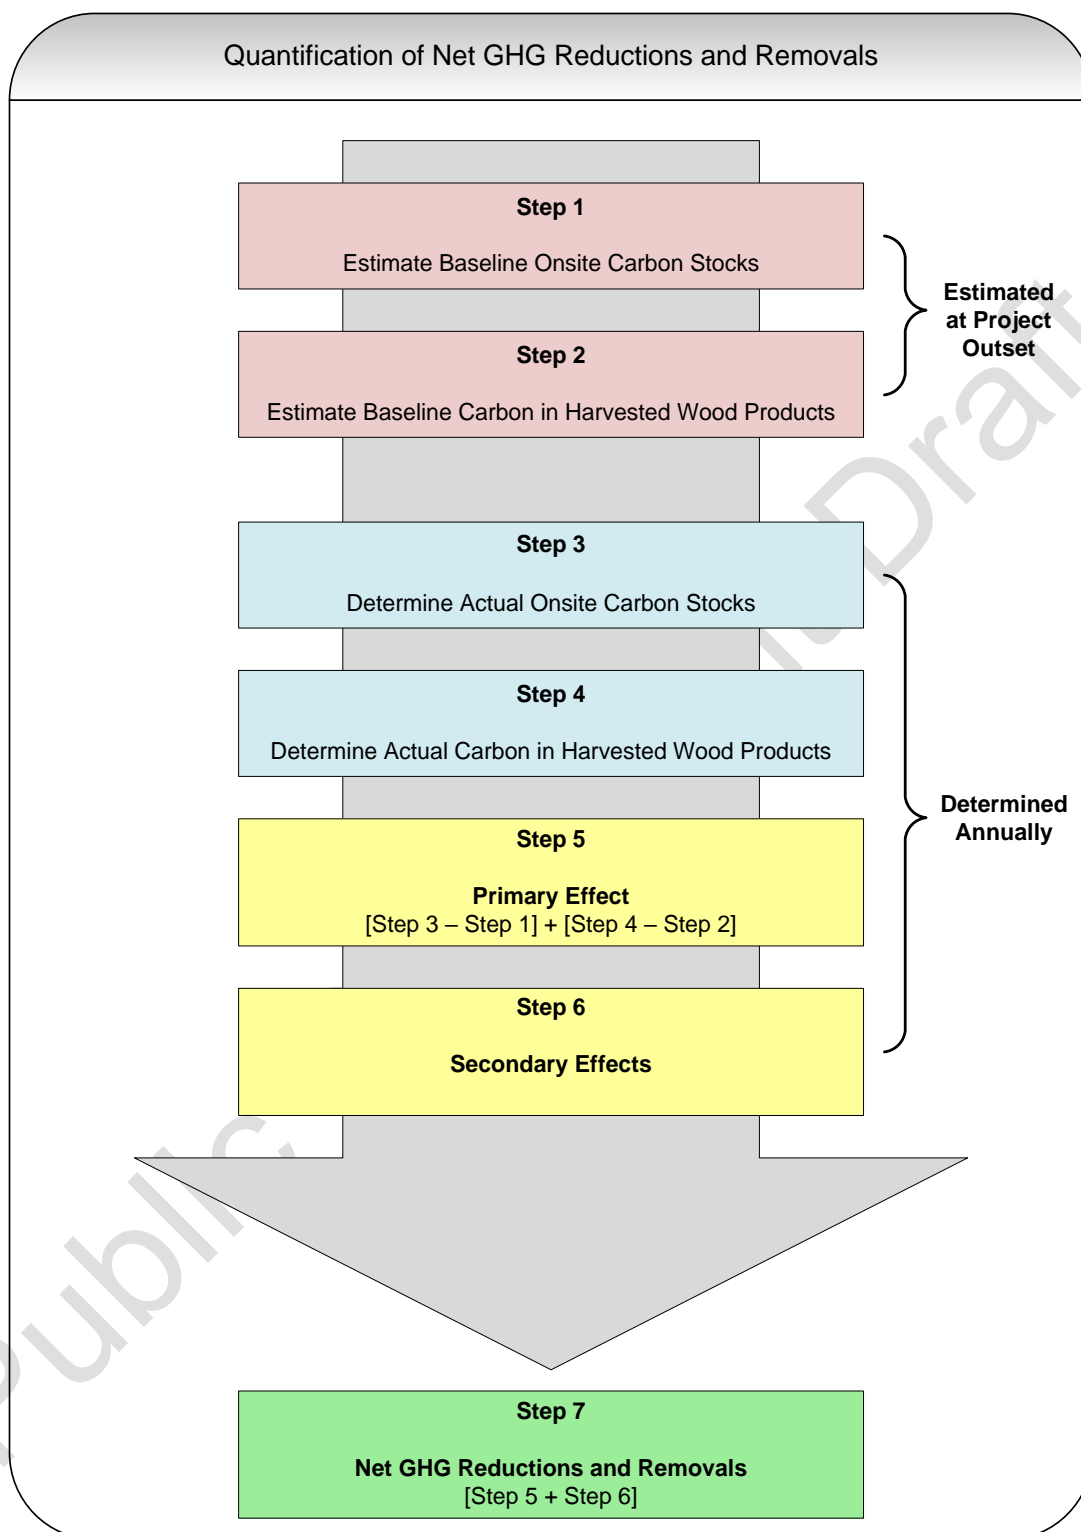 Quantification of Net GHG Reductions and Removals
Step 1
Estimate Baseline Onsite Carbon Stocks
Step 2
Estimate Baseline Carbon in Harvested Wood Products
Estimated
at Project
Outset
Step 3
Determine Actual Onsite Carbon Stocks
Step 4
Determine Actual Carbon in Harvested Wood Products
Step 5
Primary Effect
[Step 3 – Step 1] + [Step 4 – Step 2]
Step 6
Secondary Effects
Determined
Annually
Step 7
Net GHG Reductions and Removals
[Step 5 + Step 6]
Public Draft